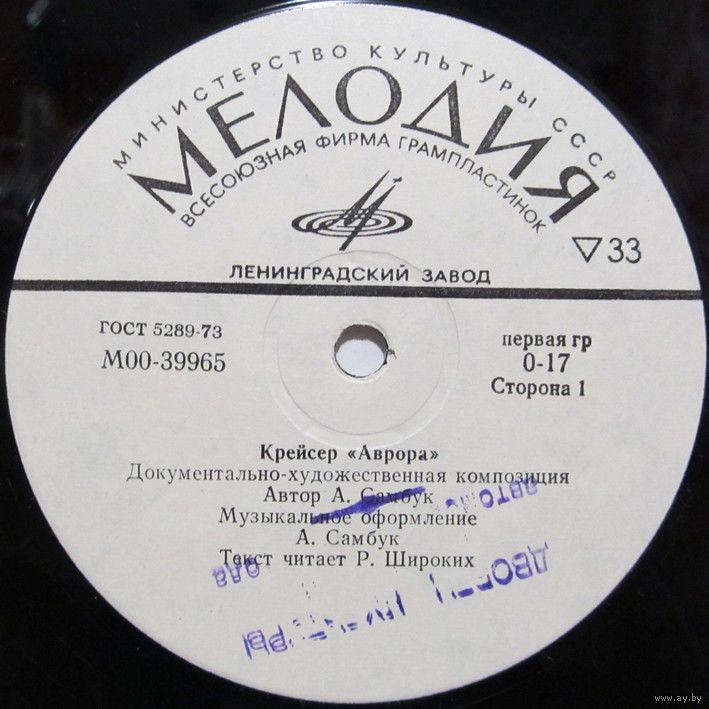 МИНИСТЕРСТВО КУЛЬТУРЫ СССР
МЕЛОДИЯ
ВСЕСОЮЗНАЯ ФИРМА ГРАМПЛАСТИНОК
▽33
ЛЕНИНГРАДСКИЙ ЗАВОД
ГОСТ 5289-73
М00-39965
первая гр
0-17
Сторона 1
Крейсер «Аврора»
Документально-художественная композиция
Автор А. Самбук
Музыкальное оформление
А. Самбук
Текст читает Р. Широких
www.ay.by